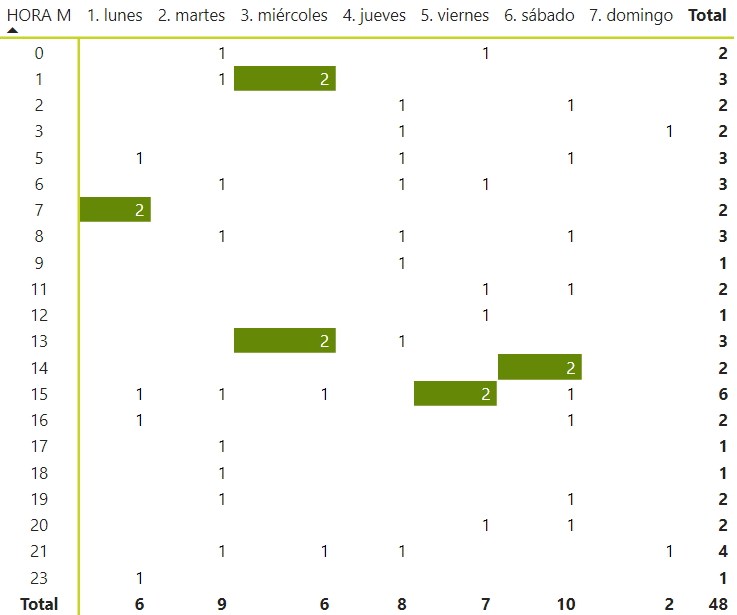 HORA M 1. lunes 2. martes 3. miércoles 4. jueves 5. viernes 6. sábado 7. domingo Total
0 1 1 2
1 1 2 3
2 1 1 2
3 1 1 2
5 1 1 1 3
6 1 1 1 3
7 2 2
8 1 1 1 3
9 1 1
11 1 1 2
12 1 1
13 2 1 3
14 2 2
15 1 1 1 2 1 6
16 1 1 2
17 1 1
18 1 1
19 1 1 2
20 1 1 2
21 1 1 1 1 4
23 1 1
Total 6 9 6 8 7 10 2 48